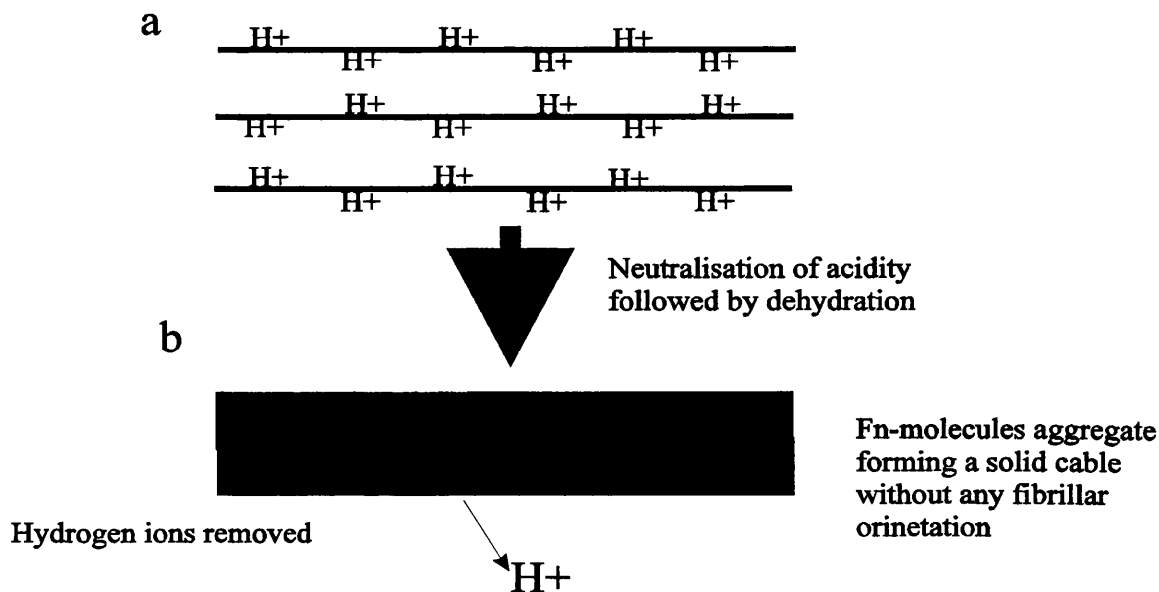 a
H+ H+ H+
H+ H+ H+
H+ H+ H+
H+ H+ H+
H+ H+ H+
H+ H+ H+
Neutralisation of acidity
followed by dehydration
b
Fn-molecules aggregate
forming a solid cable
without any fibrillar
orinetation
Hydrogen ions removed
H+